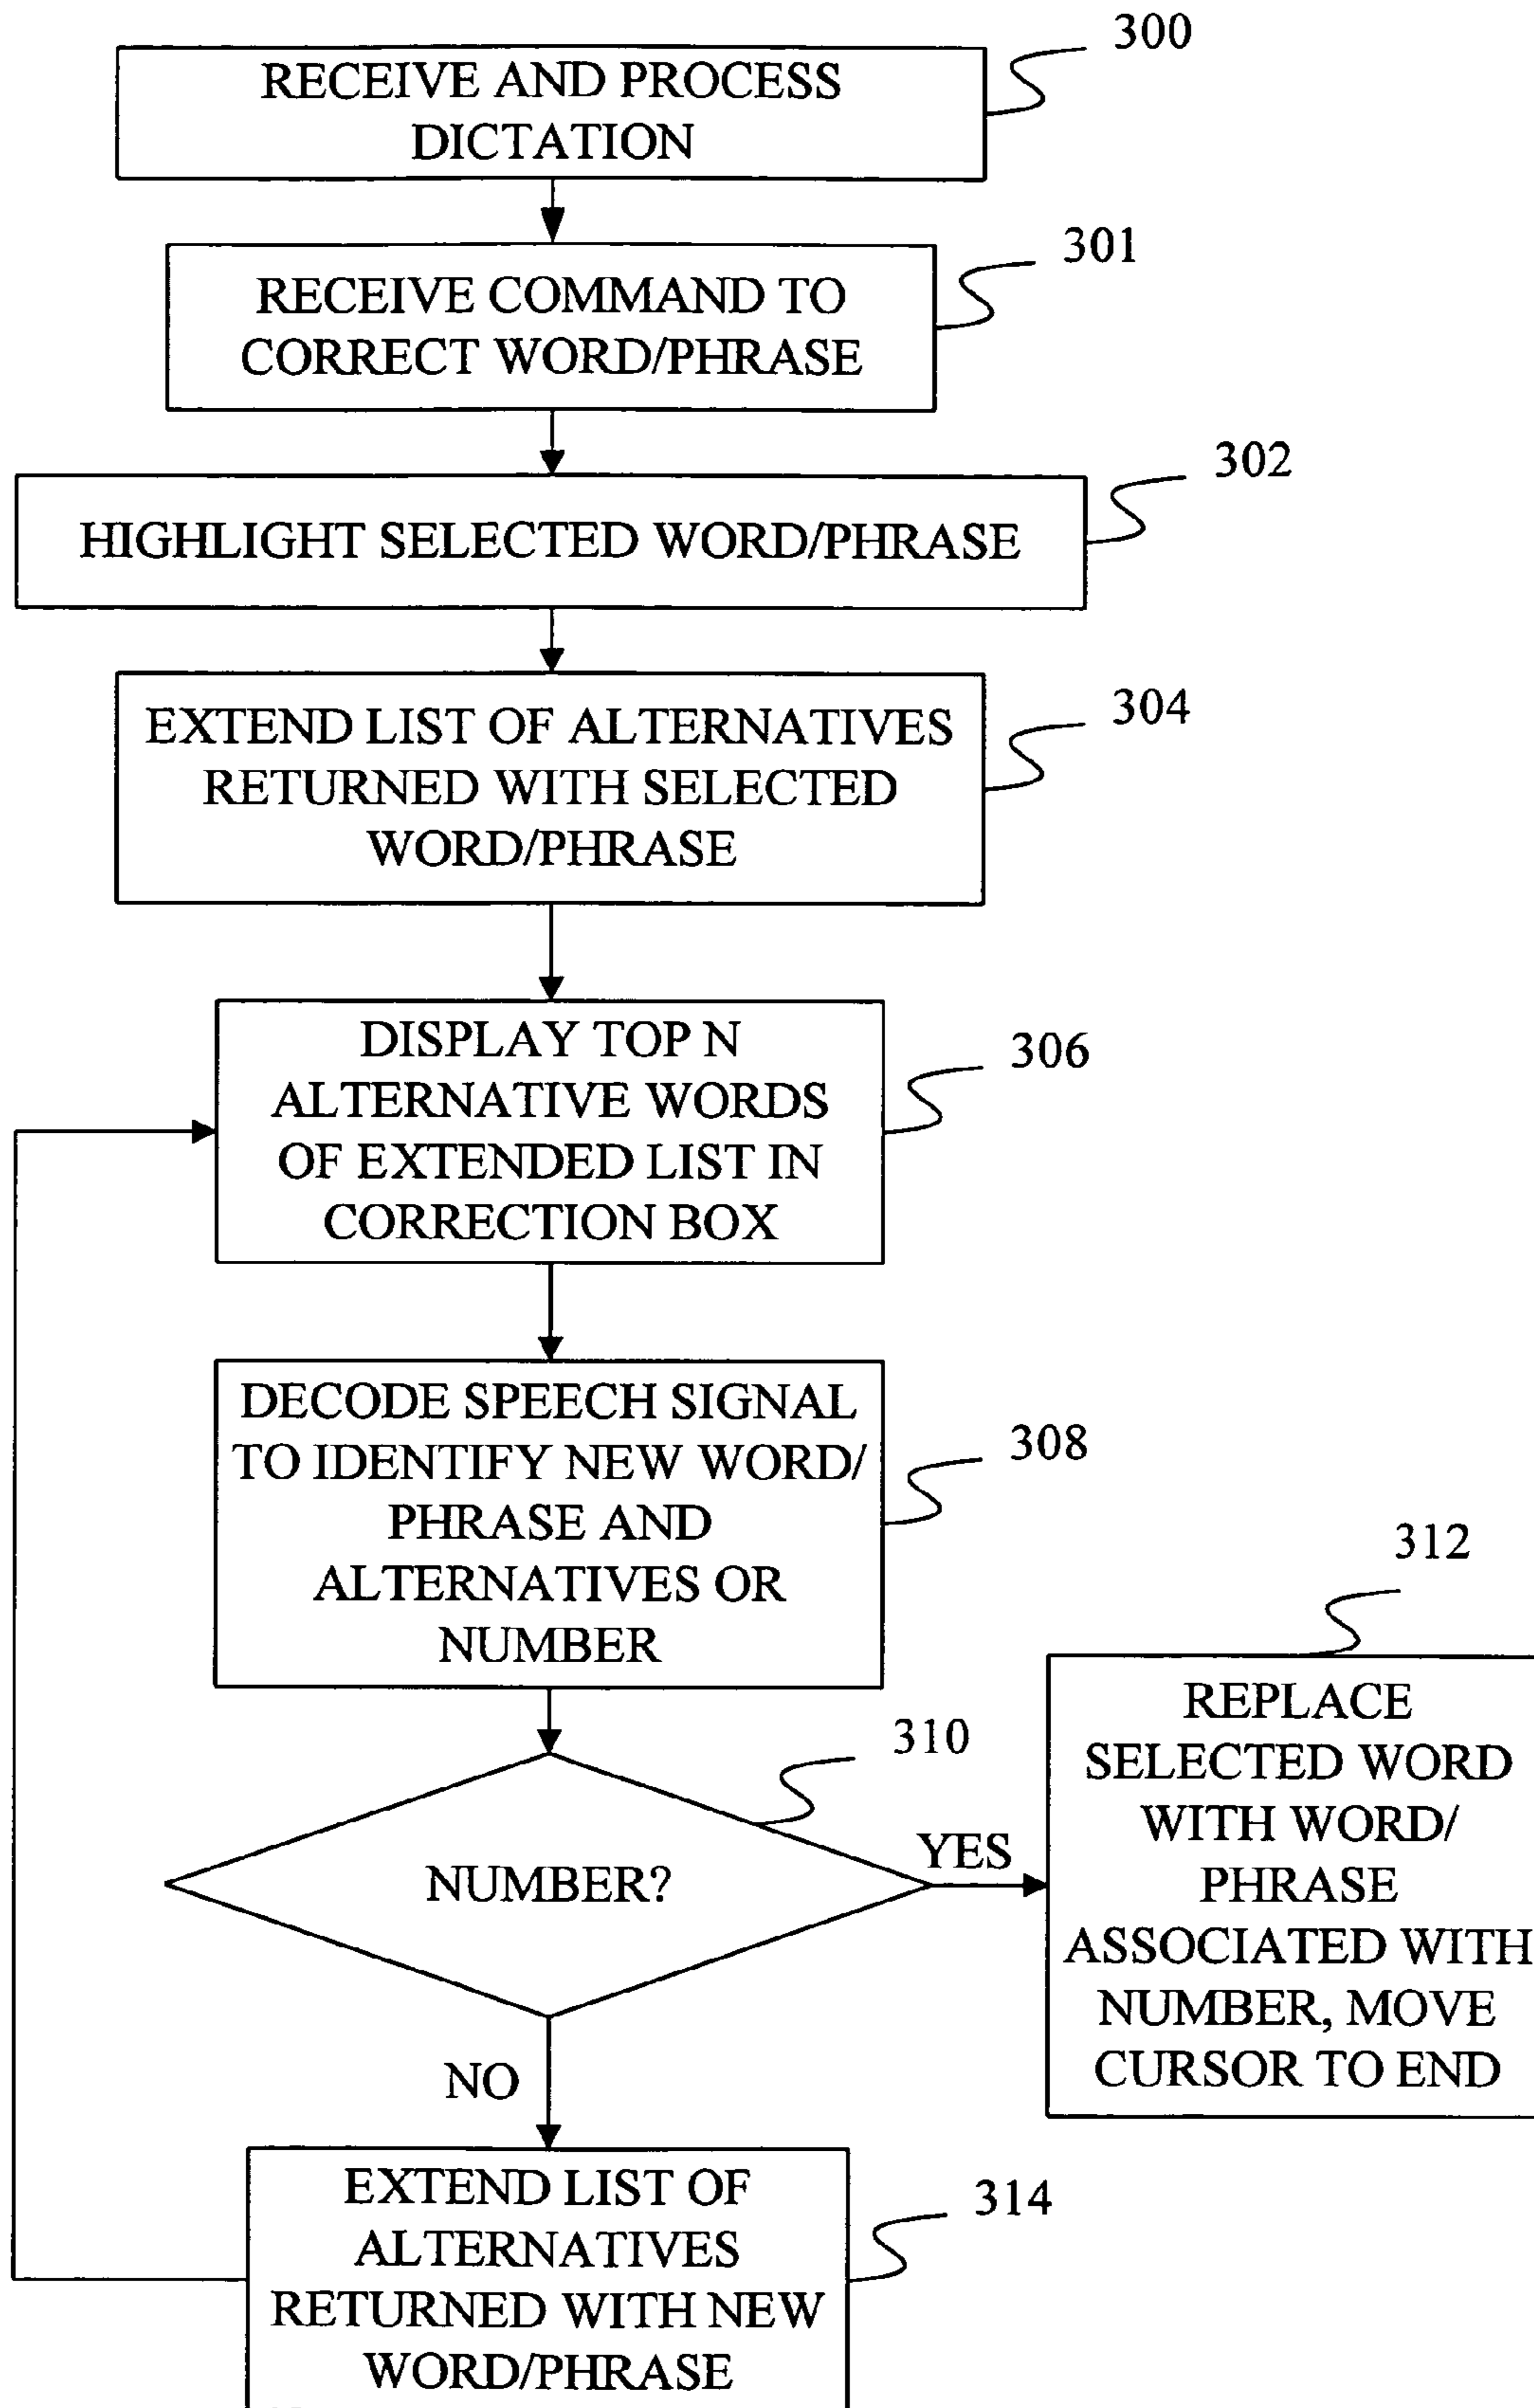 300
RECEIVE AND PROCESS
DICTATION
301
RECEIVE COMMAND TO
CORRECT WORD/PHRASE
302
HIGHLIGHT SELECTED WORD/PHRASE
304
EXTEND LIST OF ALTERNATIVES
RETURNED WITH SELECTED
WORD/PHRASE
306
DISPLAY TOP N
ALTERNATIVE WORDS
OF EXTENDED LIST IN
CORRECTION BOX
308
DECODE SPEECH SIGNAL
TO IDENTIFY NEW WORD/
PHRASE AND
ALTERNATIVES OR
NUMBER
310
NUMBER?
YES
312
REPLACE
SELECTED WORD
WITH WORD/
PHRASE
ASSOCIATED WITH
NUMBER, MOVE
CURSOR TO END
NO
314
EXTEND LIST OF
ALTERNATIVES
RETURNED WITH NEW
WORD/PHRASE